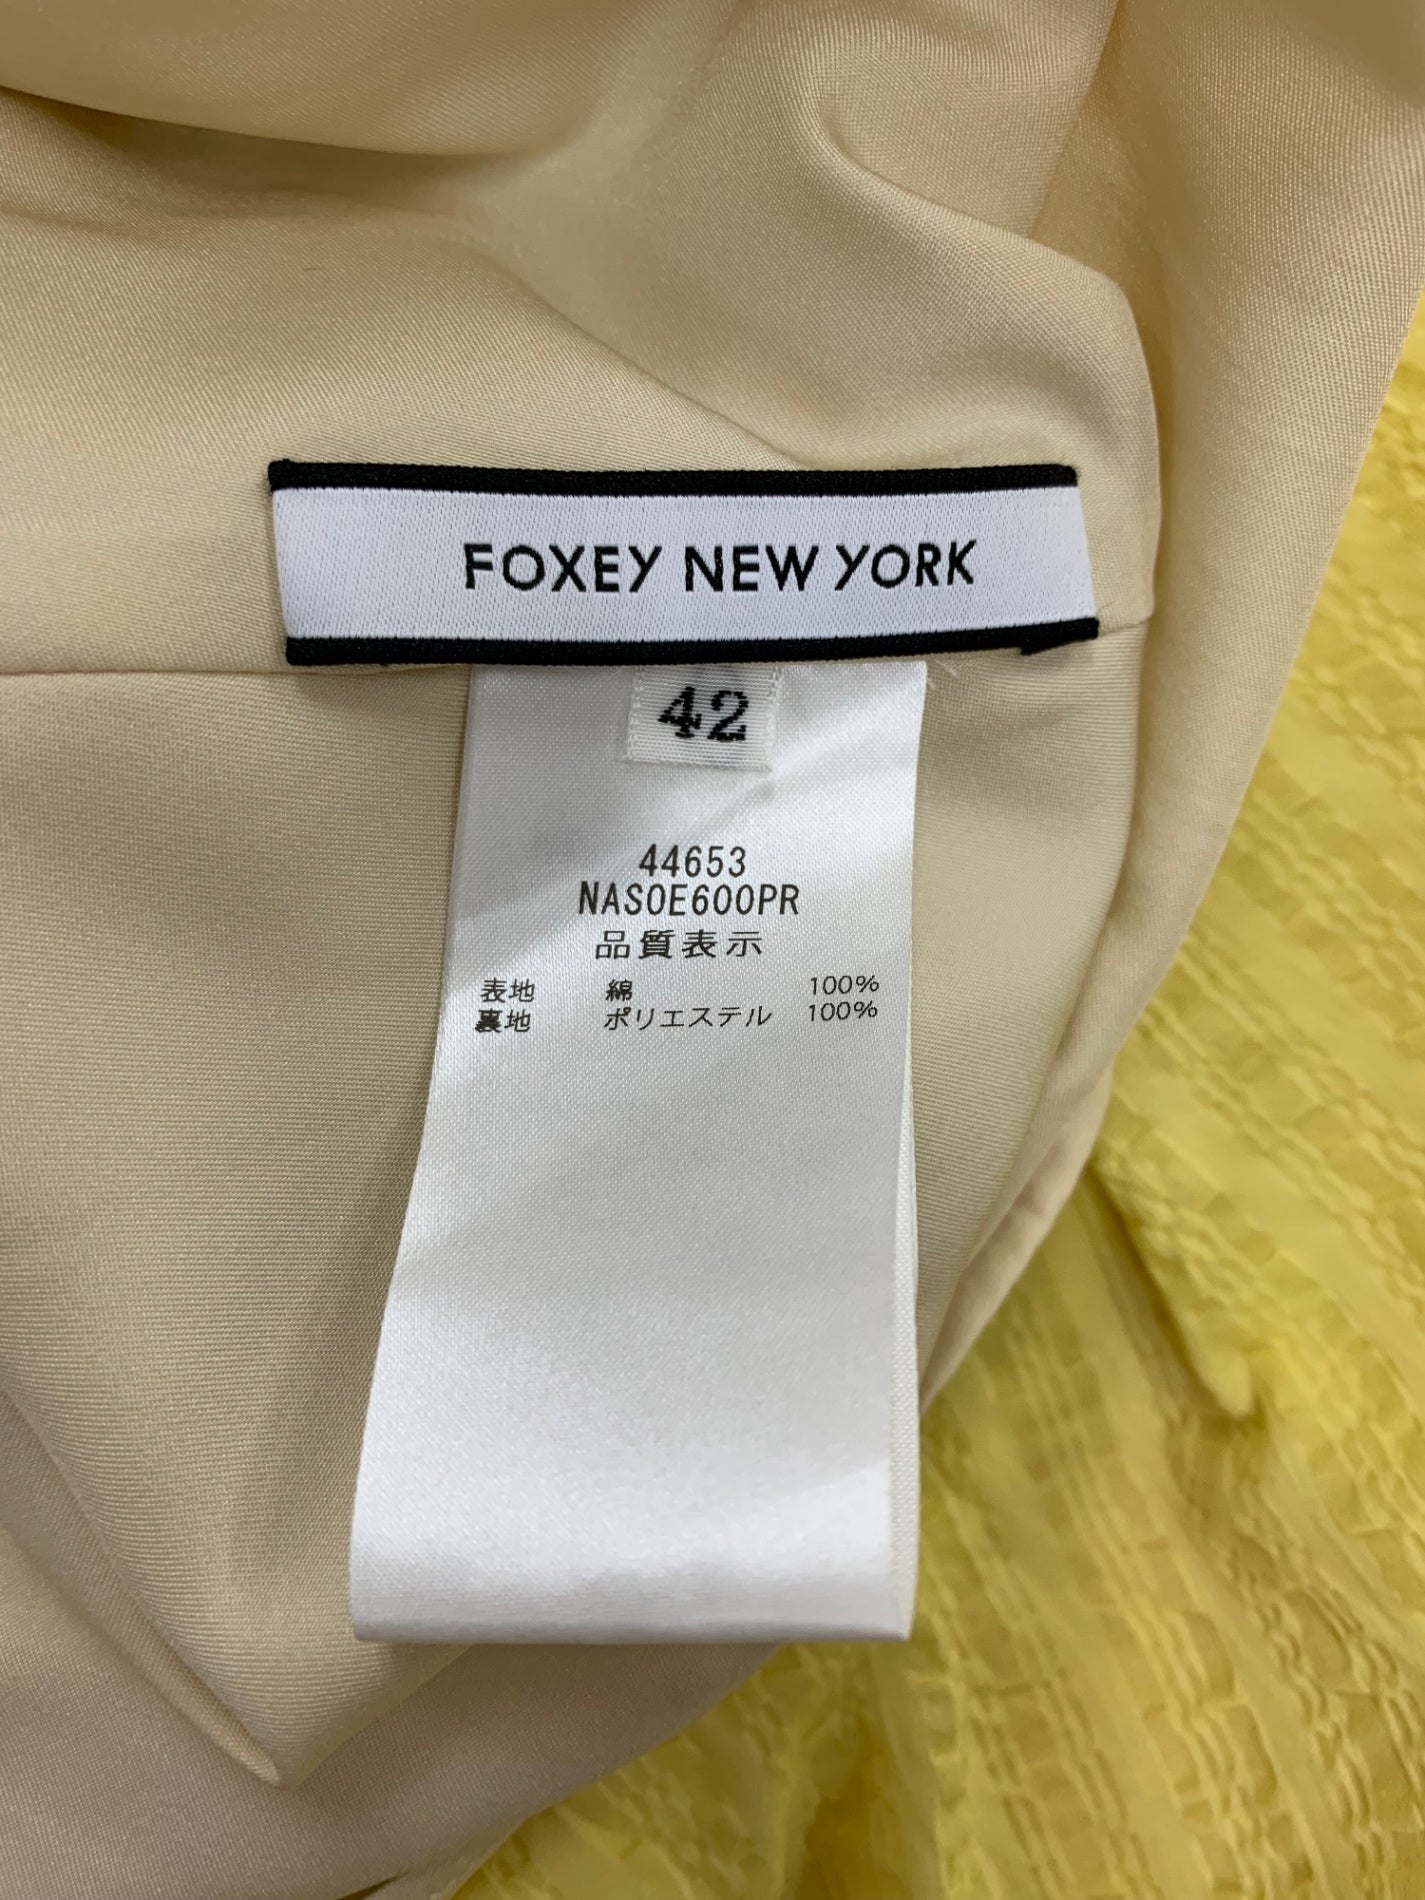 FOXEY NEW YORK
42
44653
NASOE600PR
品質表示
表地 綿 100%
裏地 ポリエステル 100%